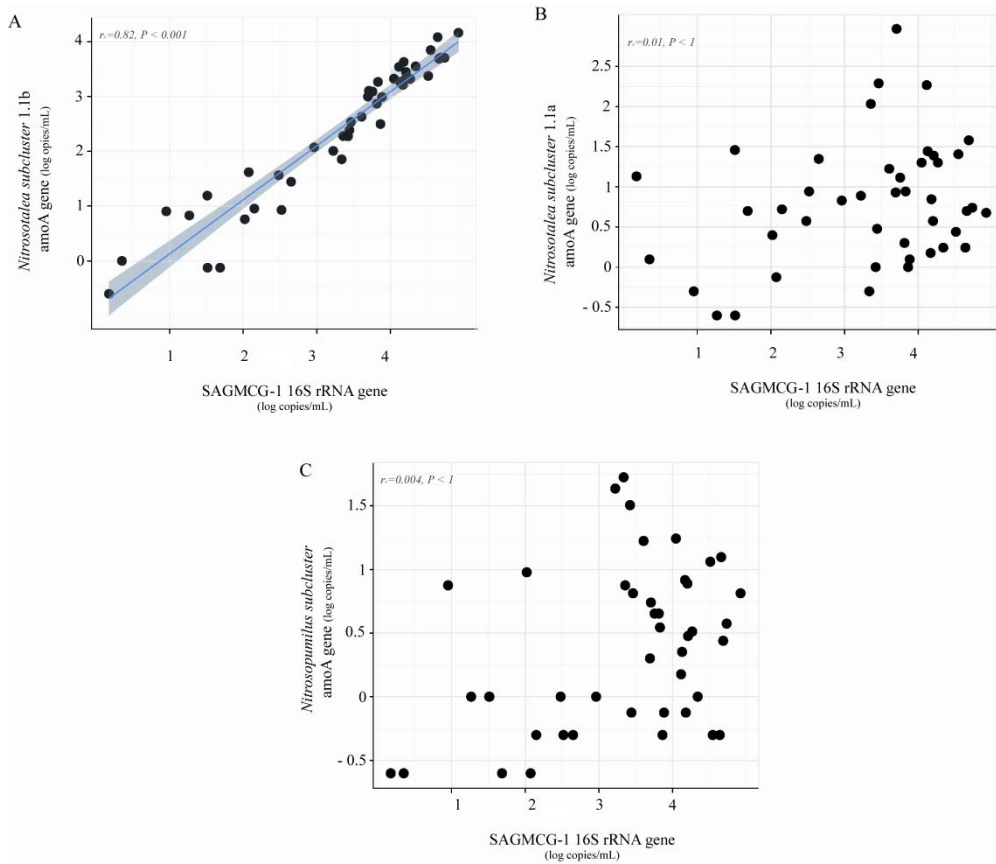 A
r.=0.82, P < 0.001
4
3
2
1
0
1 2 3 4
Nitrosotalea subcluster 1.1b
amoA gene (log opies/mL)
SAGMCG-1 16S rRNA gene
(log copies/mL)
B
r.=0.01, P < 1
2.5
2
1.5
1
0.5
0
- 0.5
1 2 3 4
Nitrosotalea subcluster 1.1a
amoA gene (log copies/mL)
SAGMCG-1 16S rRNA gene
(log copies/mL)
C
r.=0.004, P < 1
1.5
1
0.5
0
- 0.5
1 2 3 4
Nitrosopumilus subcluster
amoA gene (log copies/mL)
SAGMCG-1 16S rRNA gene
(log copies/mL)